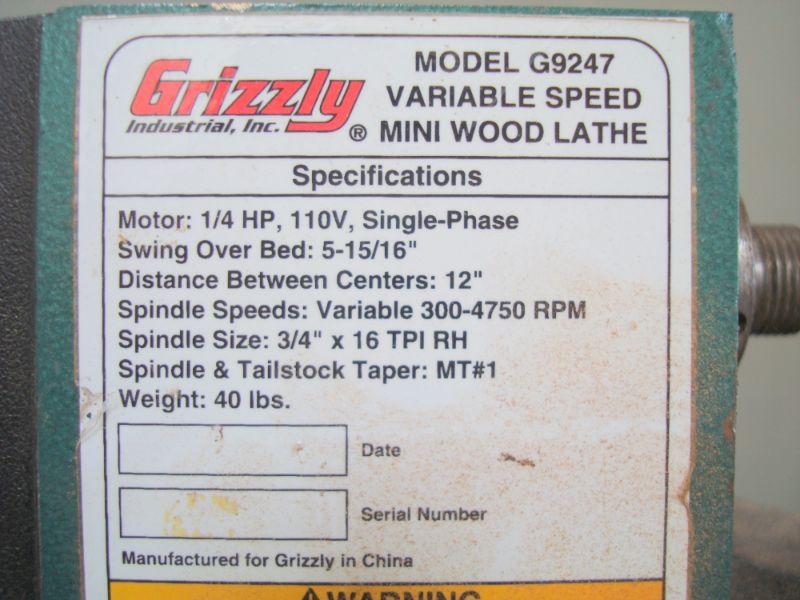 Grizzly
Industrial, Inc. ®
MODEL G9247
VARIABLE SPEED
MINI WOOD LATHE
Specifications
Motor: 1/4 HP, 110V, Single-Phase
Swing Over Bed: 5-15/16"
Distance Between Centers: 12"
Spindle Speeds: Variable 300-4750 RPM
Spindle Size: 3/4" x 16 TPI RH
Spindle & Tailstock Taper: MT#1
Weight: 40 lbs.
Date
Serial Number
Manufactured for Grizzly in China
WARNING